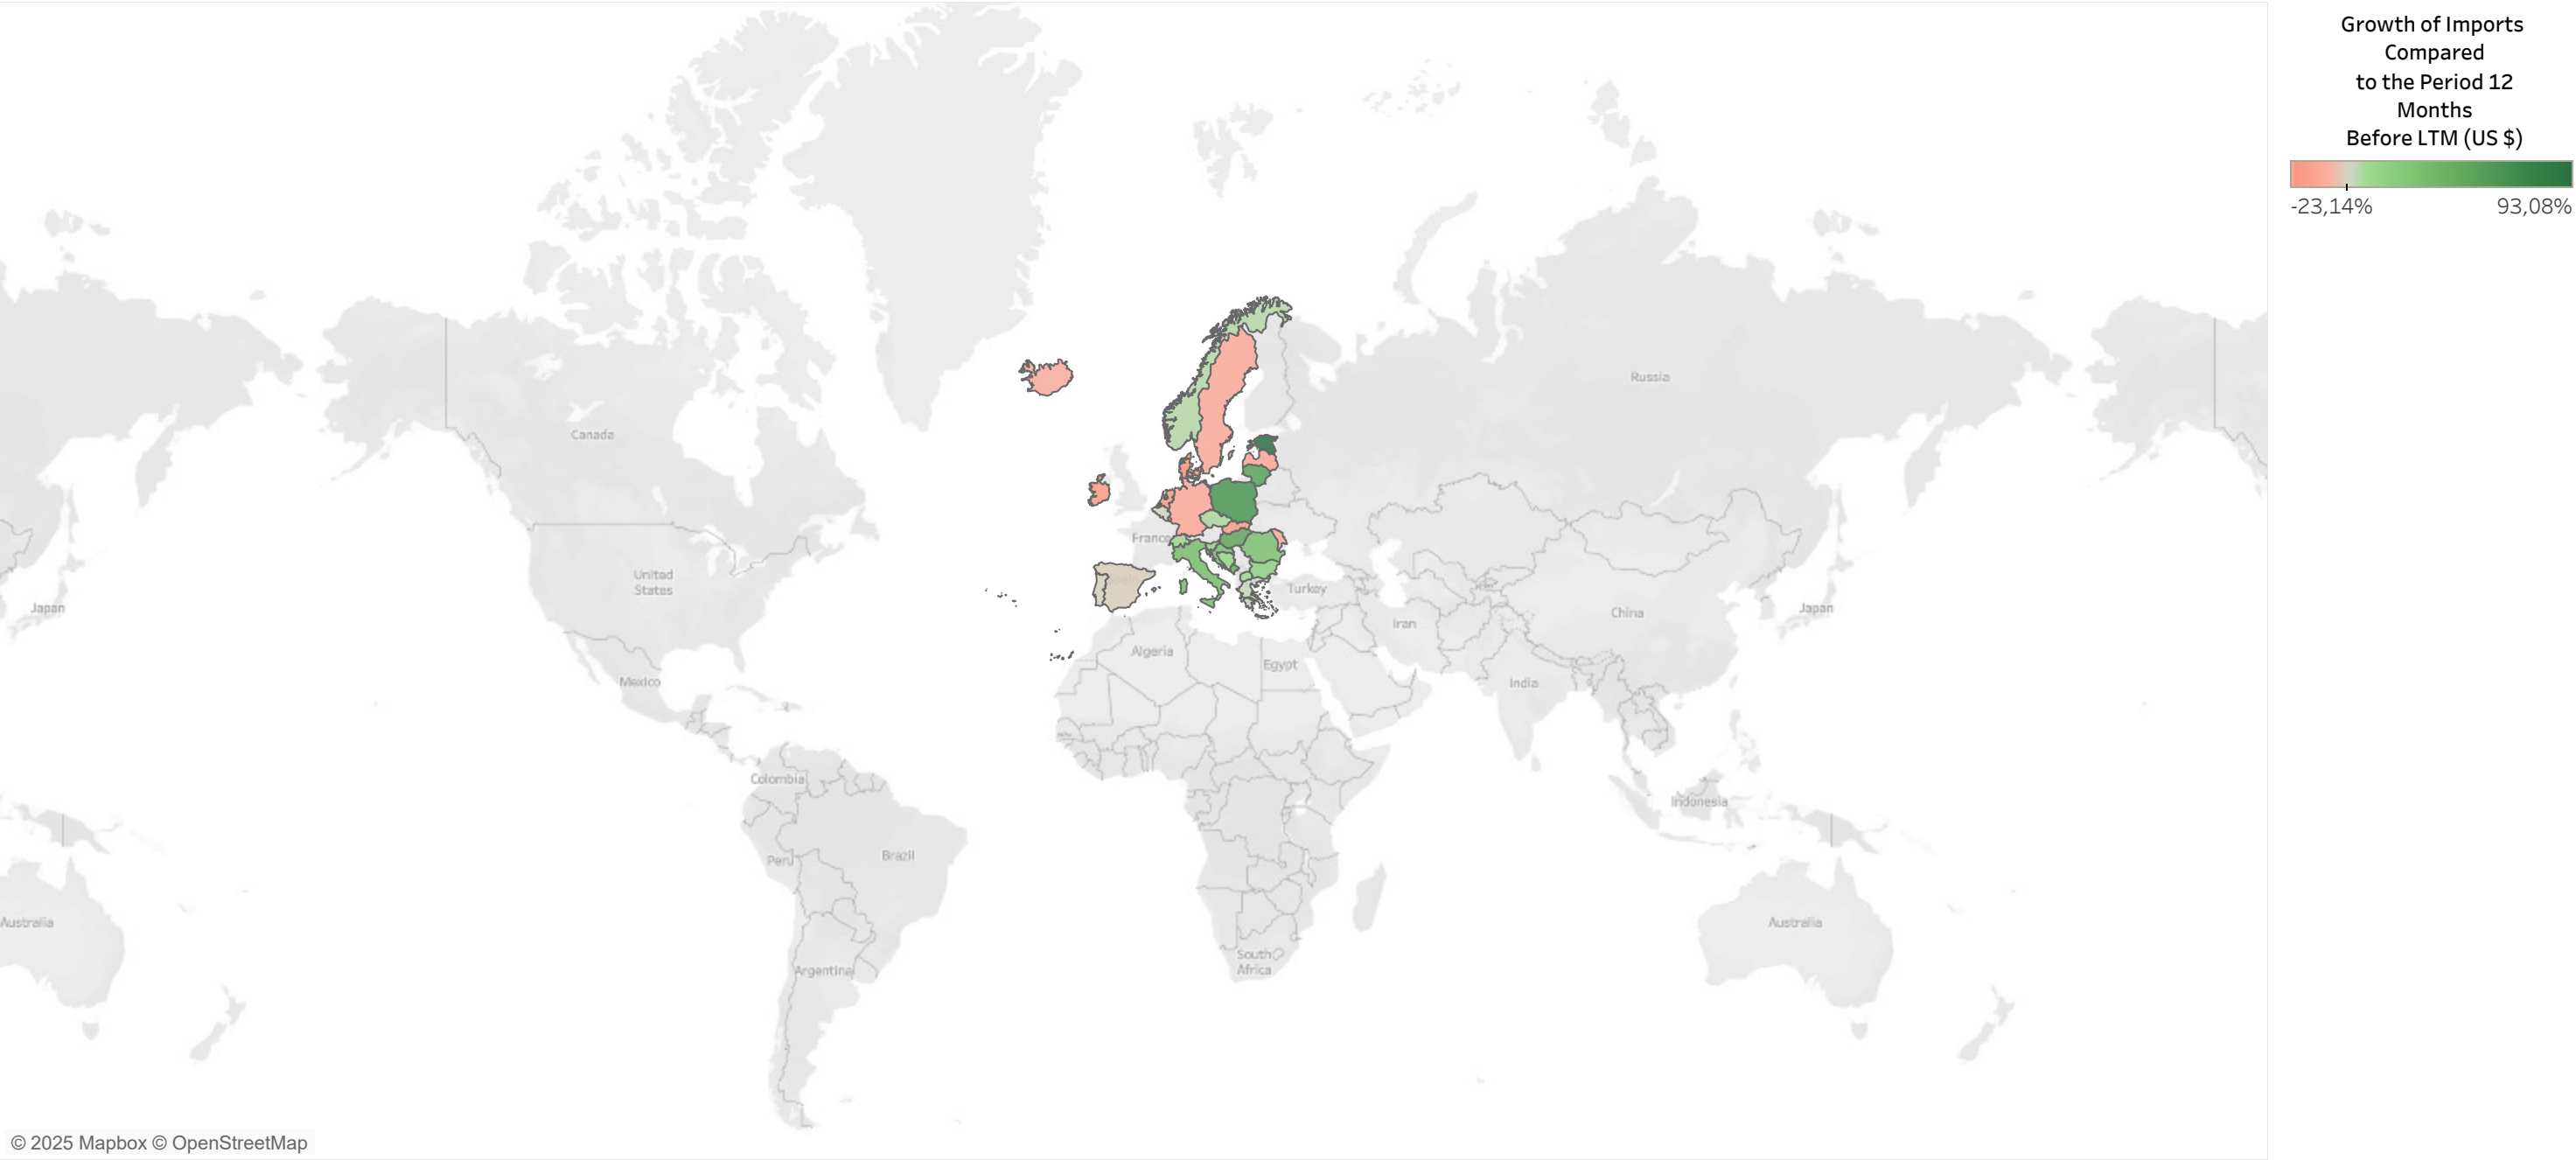 Growth of Imports
Compared
to the Period 12
Months
Before LTM (US $)
-23,14% 93,08%
Russia
Canada
France
United
States
Turkey
Japan
Japan
China
Iran
Algeria
Egypt
Mexico
India
Colombia
Indonesia
Brazil
Peru
Australia
Australia
South
Africa
Argentina
© 2025 Mapbox © OpenStreetMap